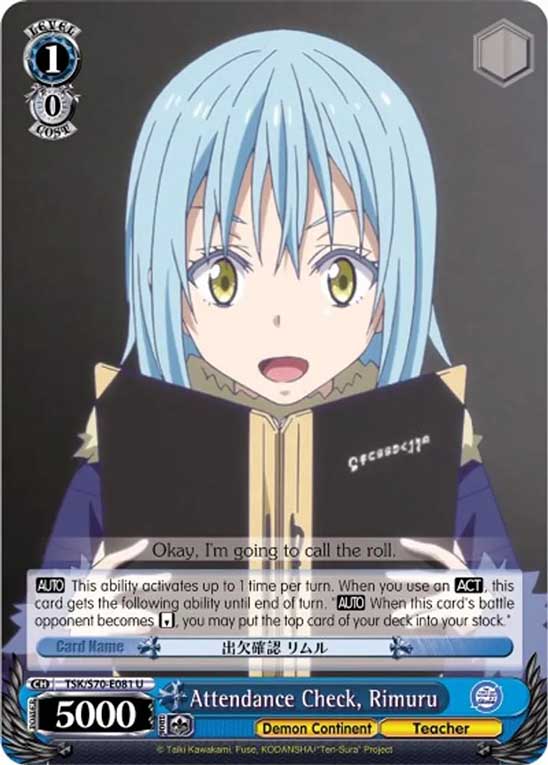 LEVEL
1
0
COST
Okay, I'm going to call the roll.
AUTO This ability activates up to 1 time per turn. When you use an ACT, this
card gets the following ability until end of turn. "AUTO When this card's battle
opponent becomes , you may put the top card of your deck into your stock."
Card Name 出欠確認 リムル
CH TSK/S70-E081 U Attendance Check, Rimuru
POWER 5000 SOUL Demon Continent Teacher
© Taiki Kawakami, Fuse, KODANSHA/"Ten-Sura" Project